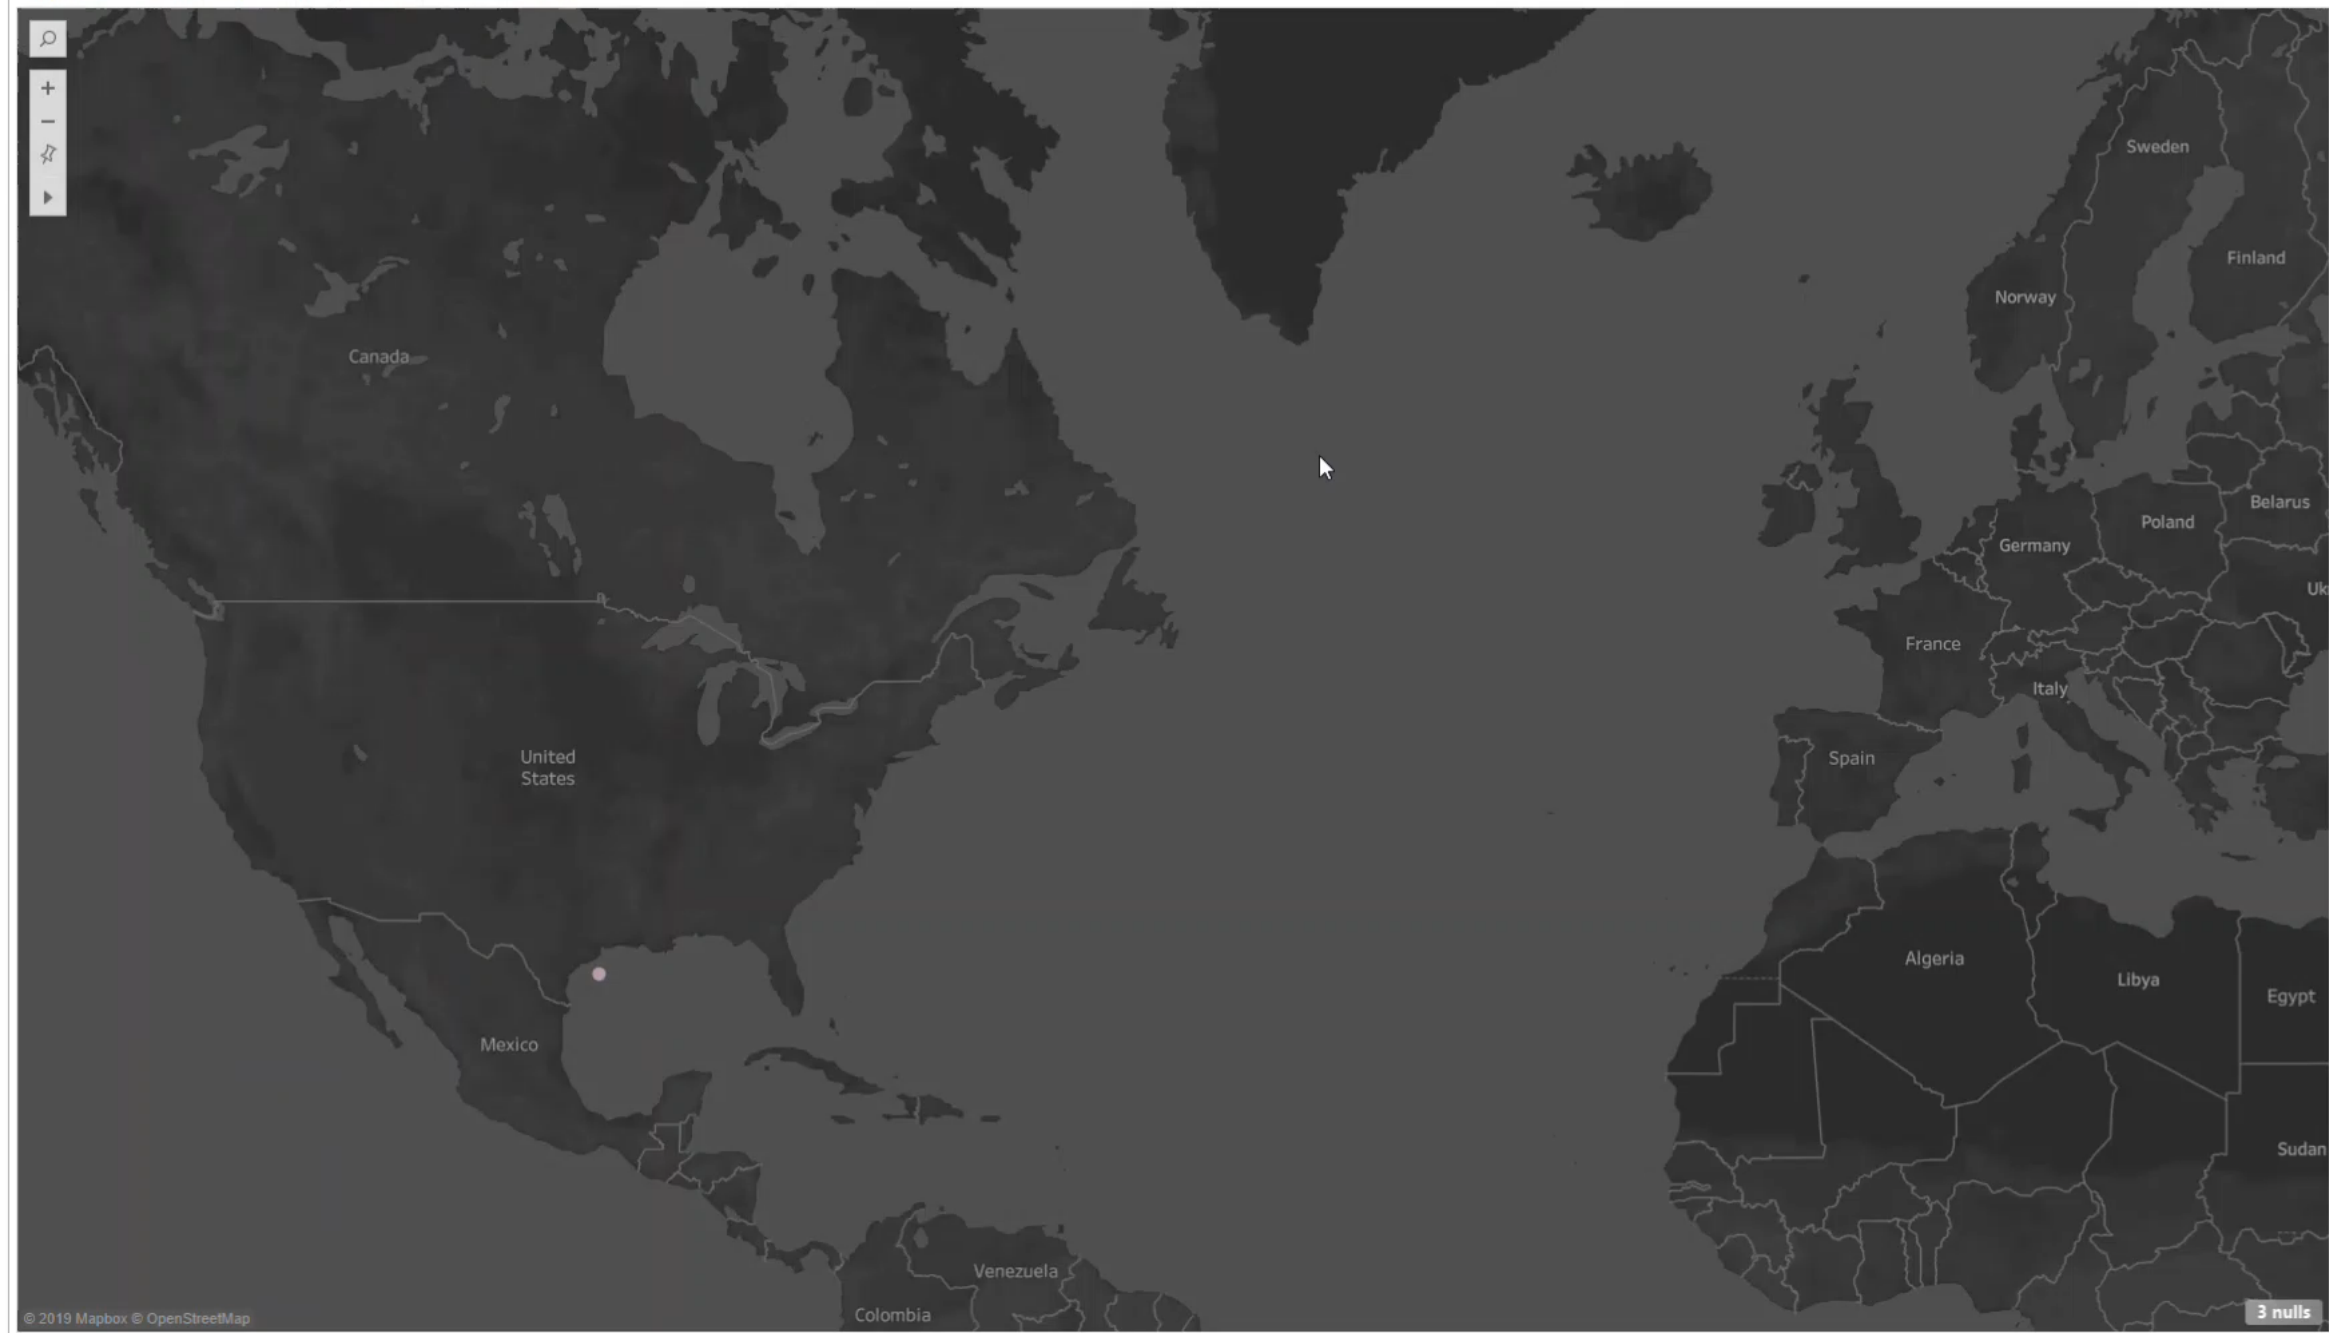 Sweden
Finland
Norway
Canada
Belarus
Poland
Germany
Uk
France
Italy
United
States
Spain
Algeria
Libya
Egypt
Mexico
Sudan
Venezuela
Colombia
© 2019 Mapbox © OpenStreetMap
3 nulls